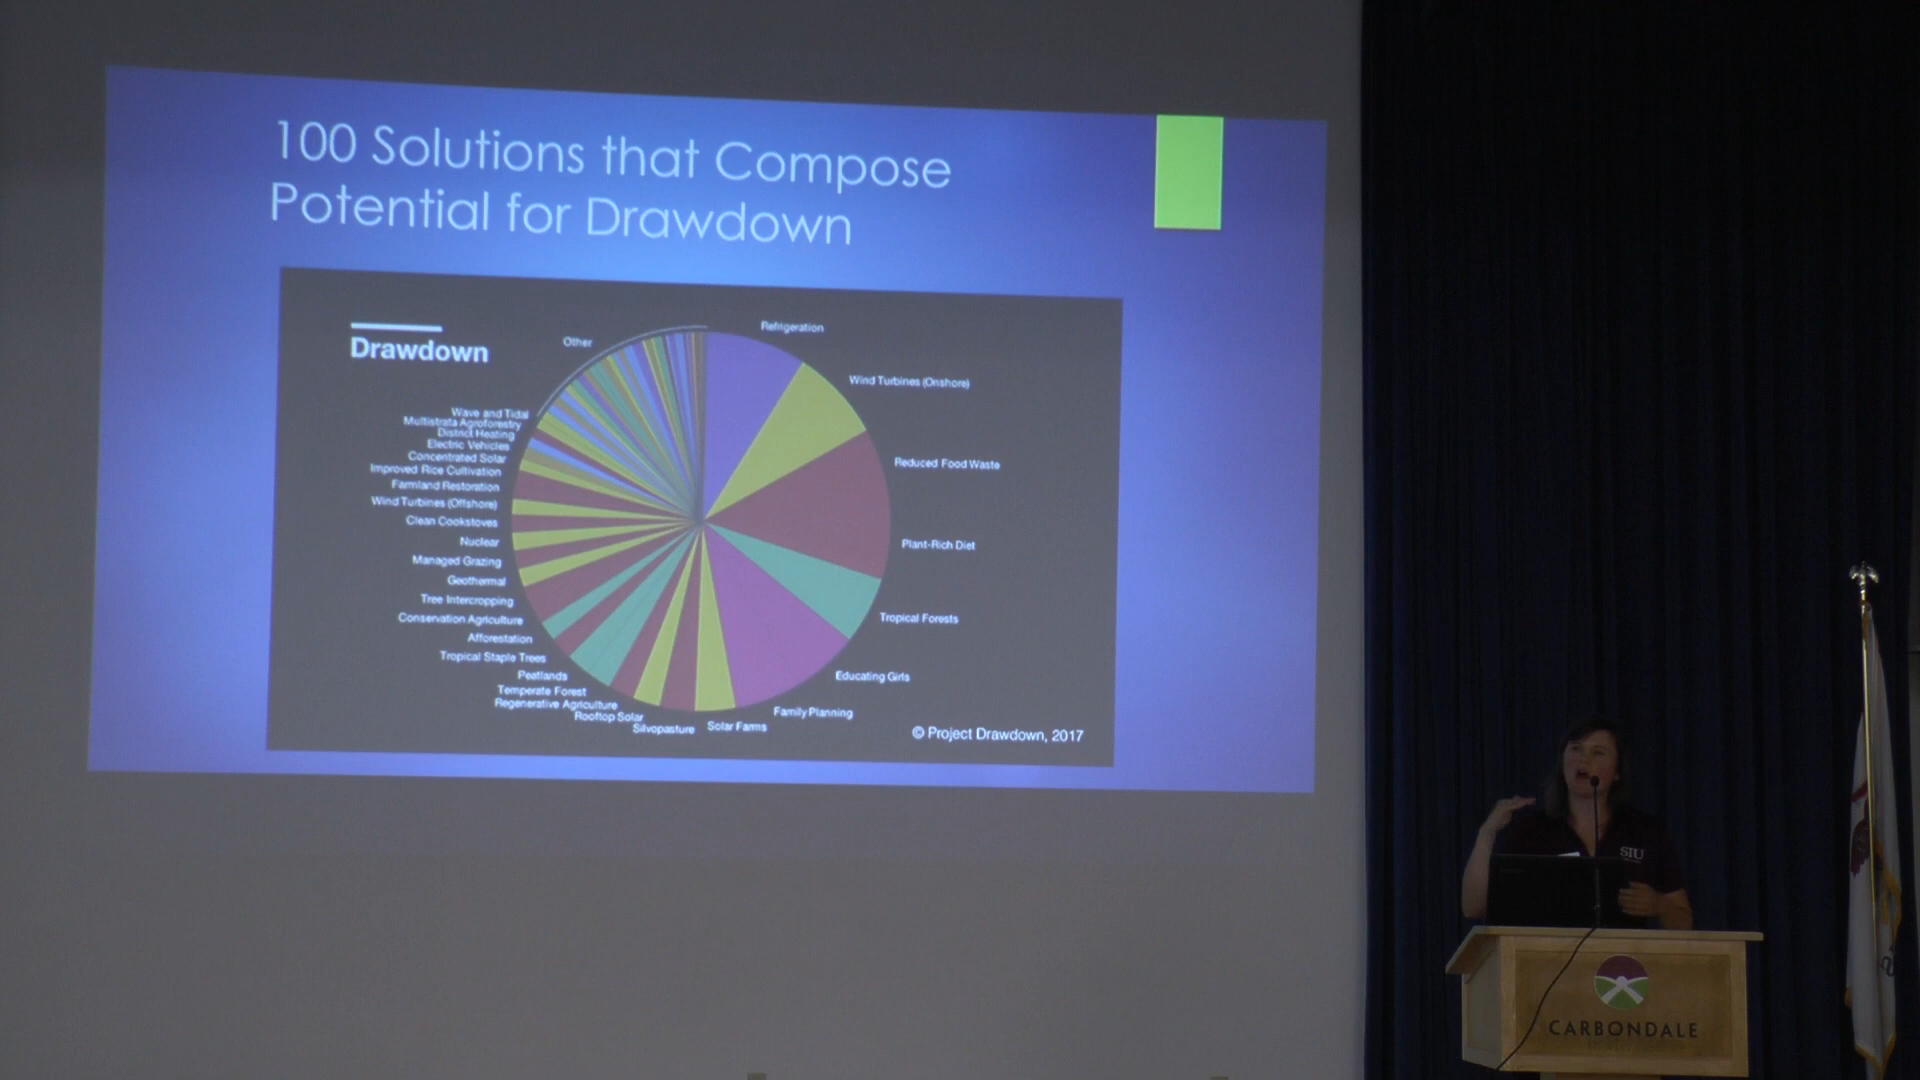 100 Solutions that Compose
Potential for Drawdown
Drawdown
Other
Refrigeration
Wind Turbines (Onshore)
Reduced Food Waste
Plant-Rich Diet
Tropical Forests
Educating Girls
Family Planning
Solar Farms
Silvopasture
Rooftop Solar
Regenerative Agriculture
Temperate Forest
Peatlands
Tropical Staple Trees
Afforestation
Conservation Agriculture
Tree Intercropping
Geothermal
Managed Grazing
Nuclear
Clean Cookstoves
Wind Turbines (Offshore)
Farmland Restoration
Improved Rice Cultivation
Concentrated Solar
Electric Vehicles
District Heating
Multistrata Agroforestry
Wave and Tidal
© Project Drawdown, 2017
SIU
CARBONDALE